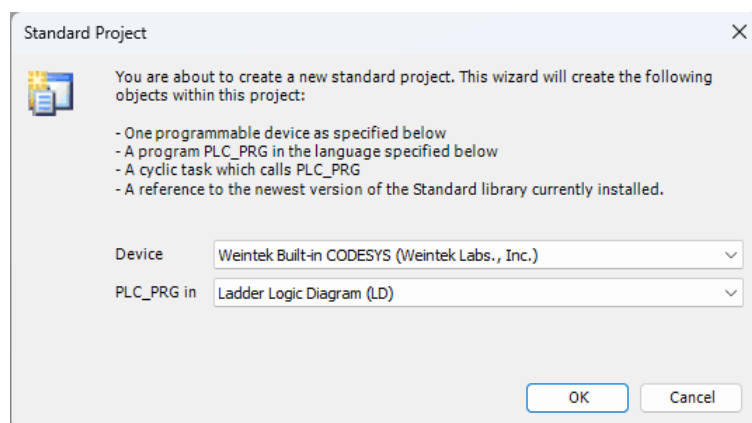 Standard Project
You are about to create a new standard project. This wizard will create the following
objects within this project:
- One programmable device as specified below
- A program PLC_PRG in the language specified below
- A cyclic task which calls PLC_PRG
- A reference to the newest version of the Standard library currently installed.
Device Weintek Built-in CODESYS (Weintek Labs., Inc.)
PLC_PRG in Ladder Logic Diagram (LD)
OK Cancel